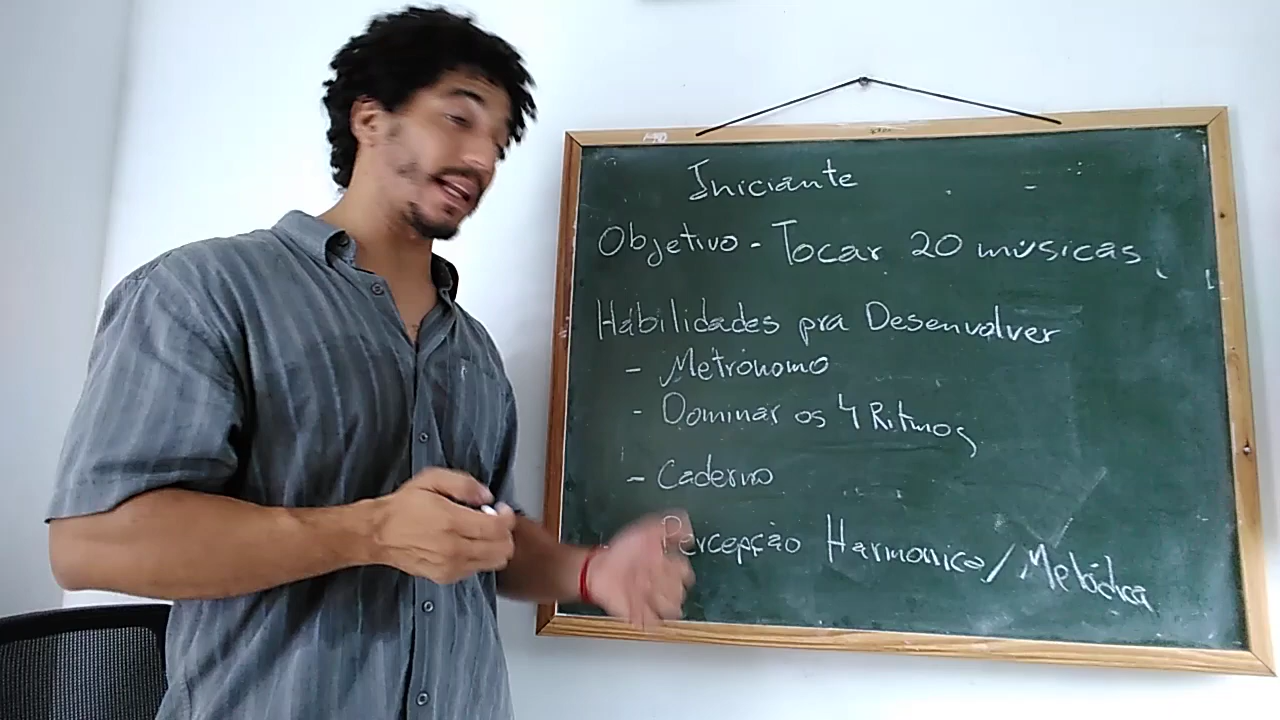 Iniciante
Objetivo - Tocar 20 músicas
Habilidades pra Desenvolver
- Metrônomo
- Dominar os 4 Ritmos
- Caderno
Percepção Harmonica/Melódica